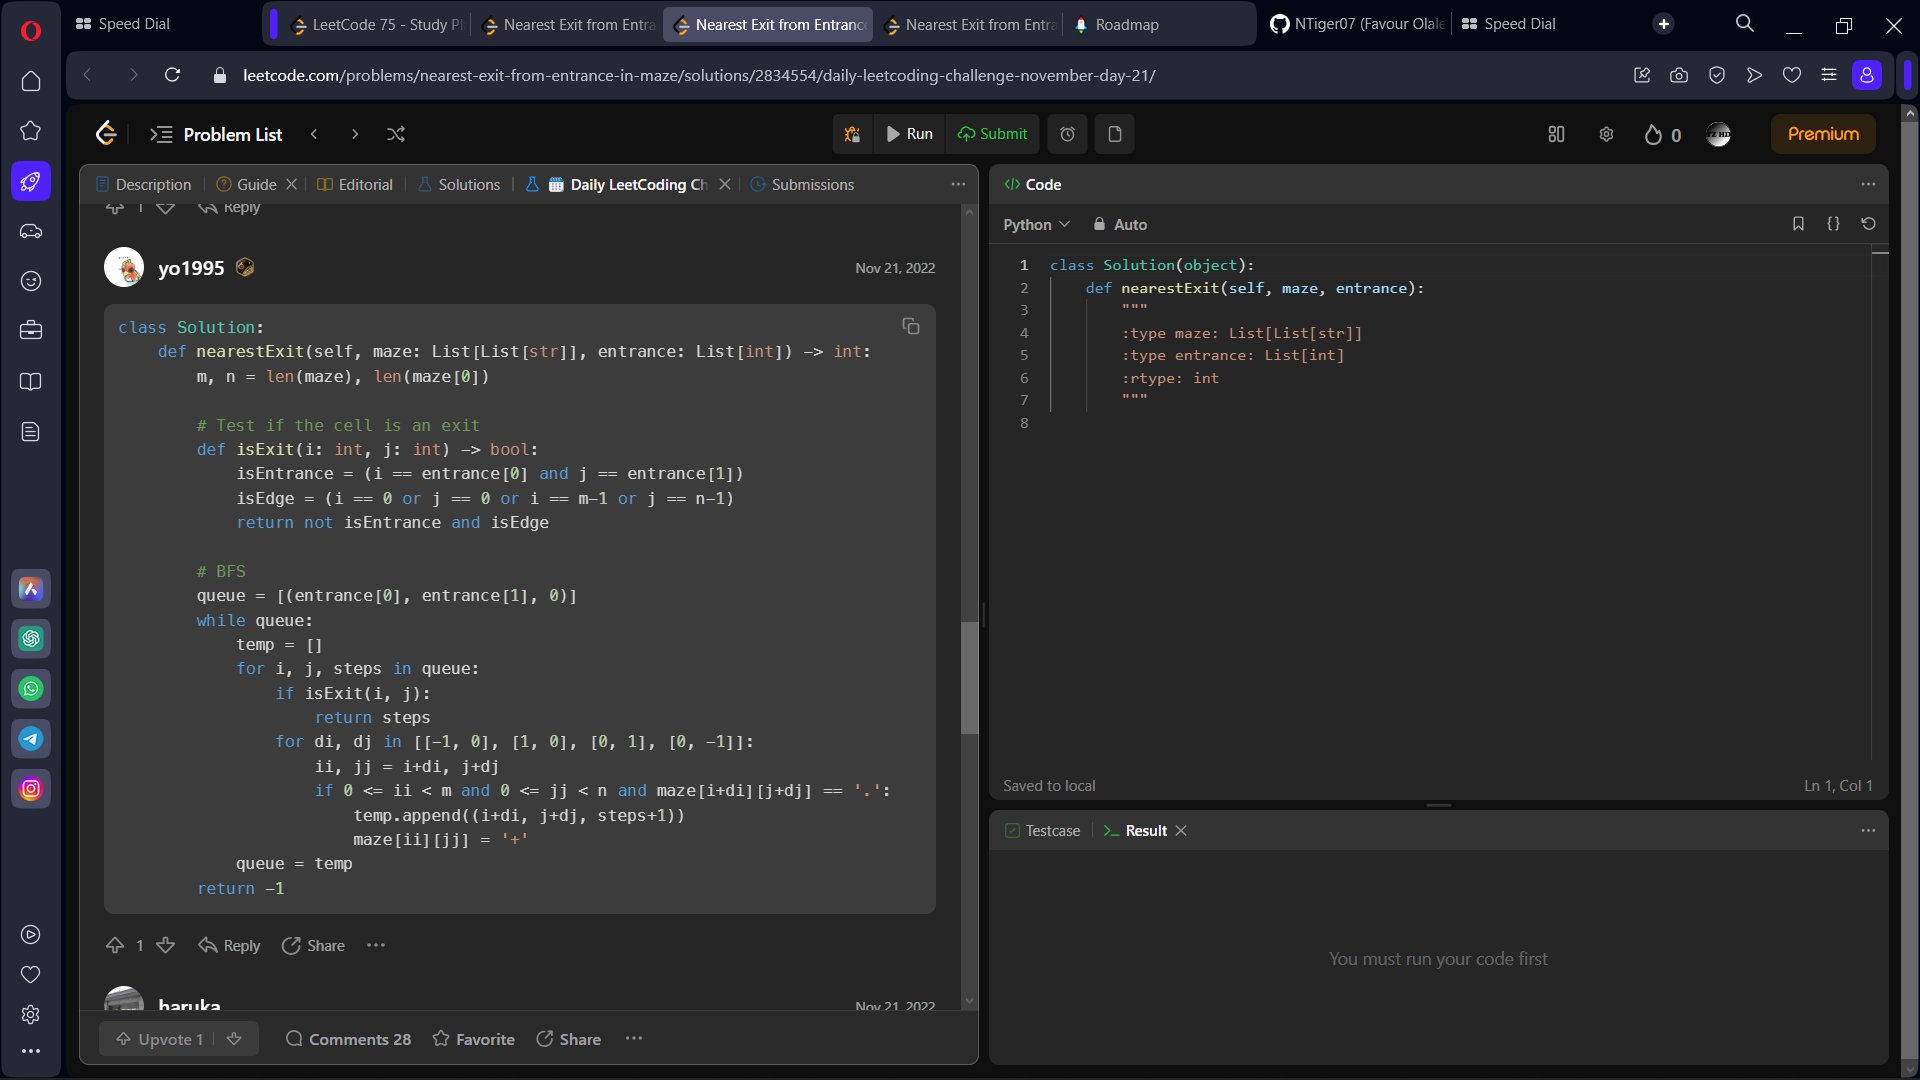 Speed Dial
LeetCode 75 - Study Pl
Nearest Exit from Entra
Nearest Exit from Entranc
Nearest Exit from Entra
Roadmap
NTiger07 (Favour Olale
Speed Dial
leetcode.com/problems/nearest-exit-from-entrance-in-maze/solutions/2834554/daily-leetcoding-challenge-november-day-21/
Problem List
Run
Submit
0
Premium
Description
Guide
Editorial
Solutions
Daily LeetCoding Ch
Submissions
1
Reply
yo1995
Nov 21, 2022
class Solution:
def nearestExit(self, maze: List[List[str]], entrance: List[int]) -> int:
m, n = len(maze), len(maze[0])
# Test if the cell is an exit
def isExit(i: int, j: int) -> bool:
isEntrance = (i == entrance[0] and j == entrance[1])
isEdge = (i == 0 or j == 0 or i == m-1 or j == n-1)
return not isEntrance and isEdge
# BFS
queue = [(entrance[0], entrance[1], 0)]
while queue:
temp = []
for i, j, steps in queue:
if isExit(i, j):
return steps
for di, dj in [[-1, 0], [1, 0], [0, 1], [0, -1]]:
ii, jj = i+di, j+dj
if 0 <= ii < m and 0 <= jj < n and maze[i+di][j+dj] == '.':
temp.append((i+di, j+dj, steps+1))
maze[ii][jj] = '+'
queue = temp
return -1
1
Reply
Share
haruka
Nov 21, 2022
Upvote 1
Comments 28
Favorite
Share
Code
Python
Auto
1 class Solution(object):
2 def nearestExit(self, maze, entrance):
3 """
4 :type maze: List[List[str]]
5 :type entrance: List[int]
6 :rtype: int
7 """
8
Saved to local
Ln 1, Col 1
Testcase
Result
You must run your code first